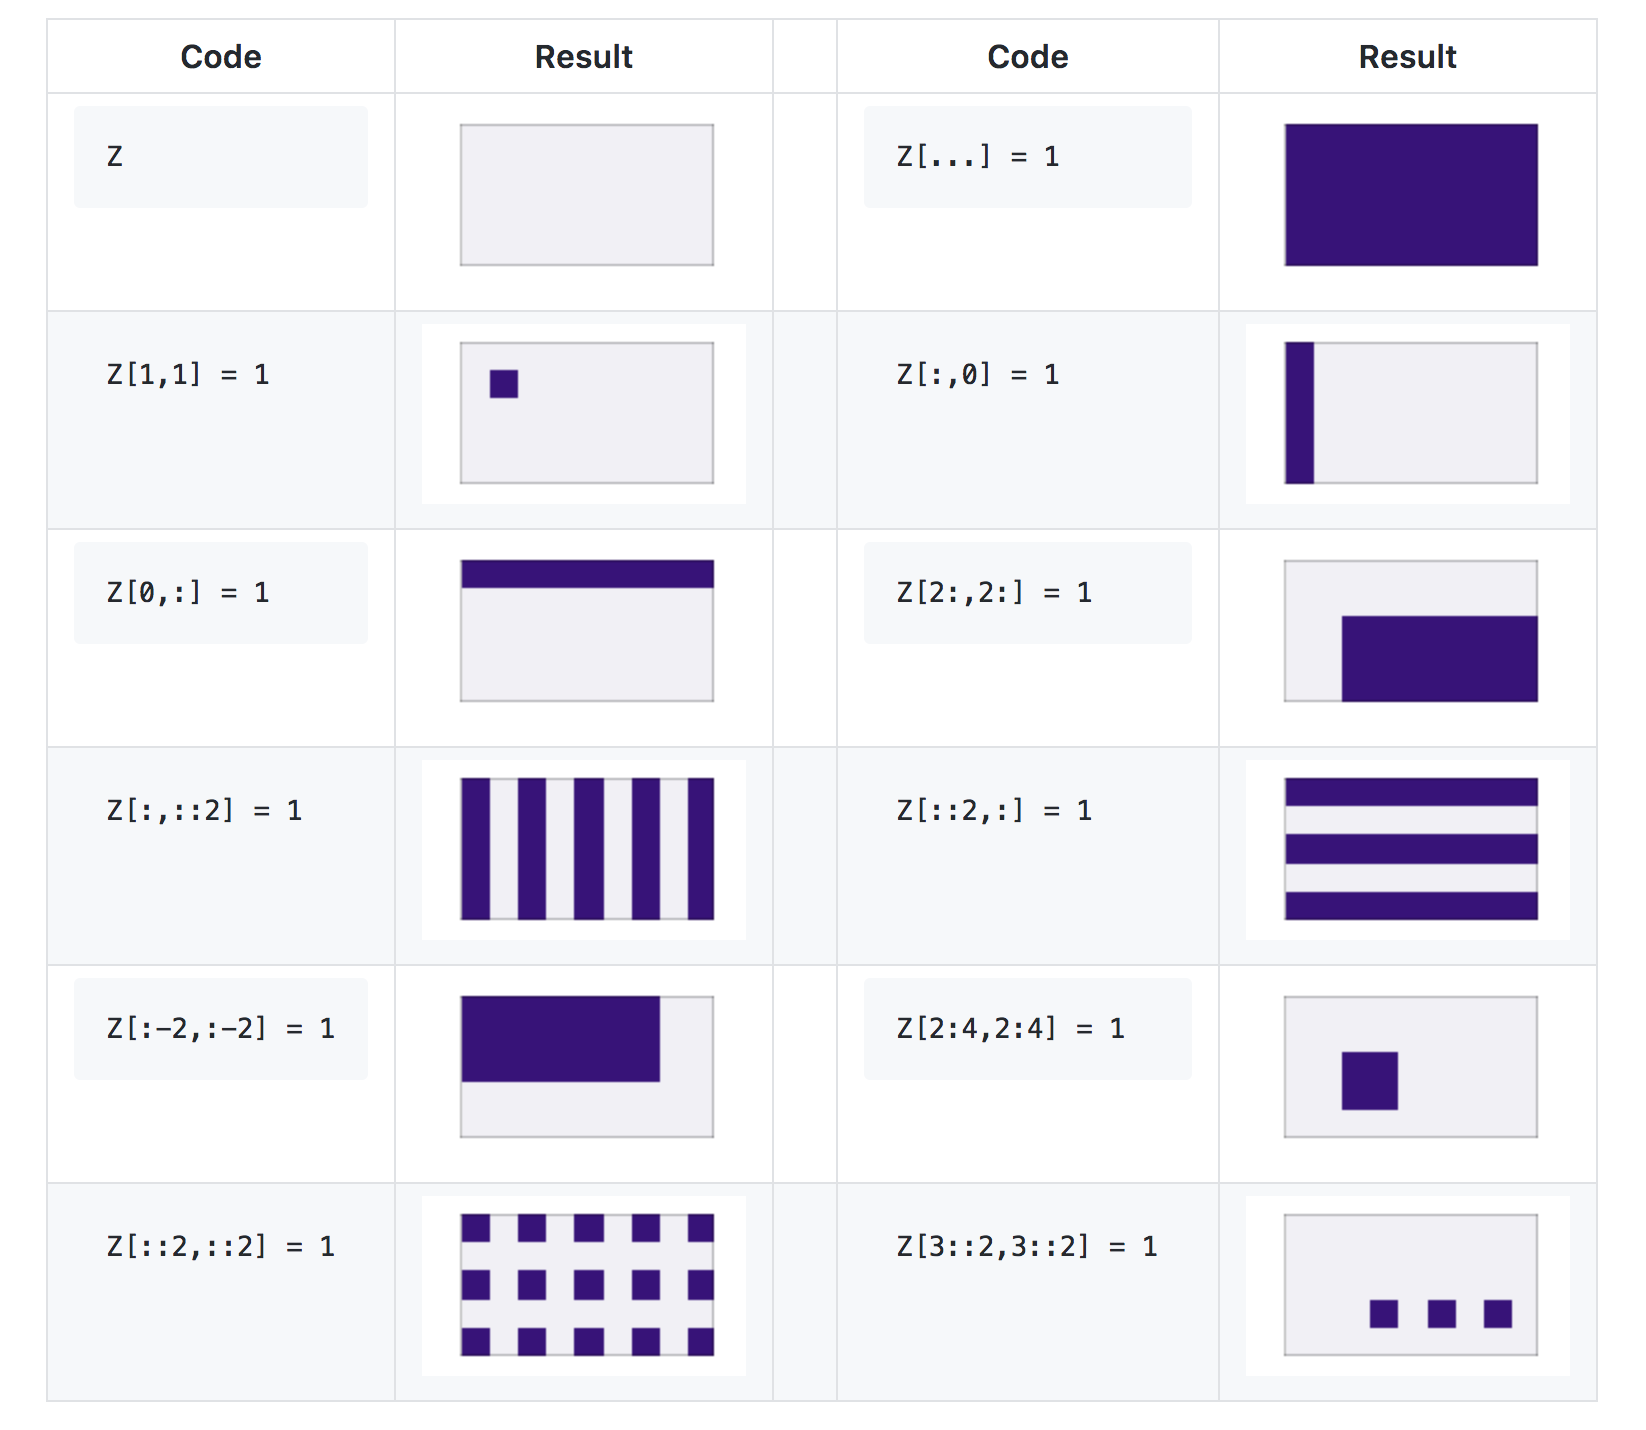 Code Result Code Result
Z Z[...] = 1
Z[1,1] = 1 Z[:,0] = 1
Z[0,:] = 1 Z[2:,2:] = 1
Z[:,::2] = 1 Z[::2,:] = 1
Z[:-2,:-2] = 1 Z[2:4,2:4] = 1
Z[::2,::2] = 1 Z[3::2,3::2] = 1